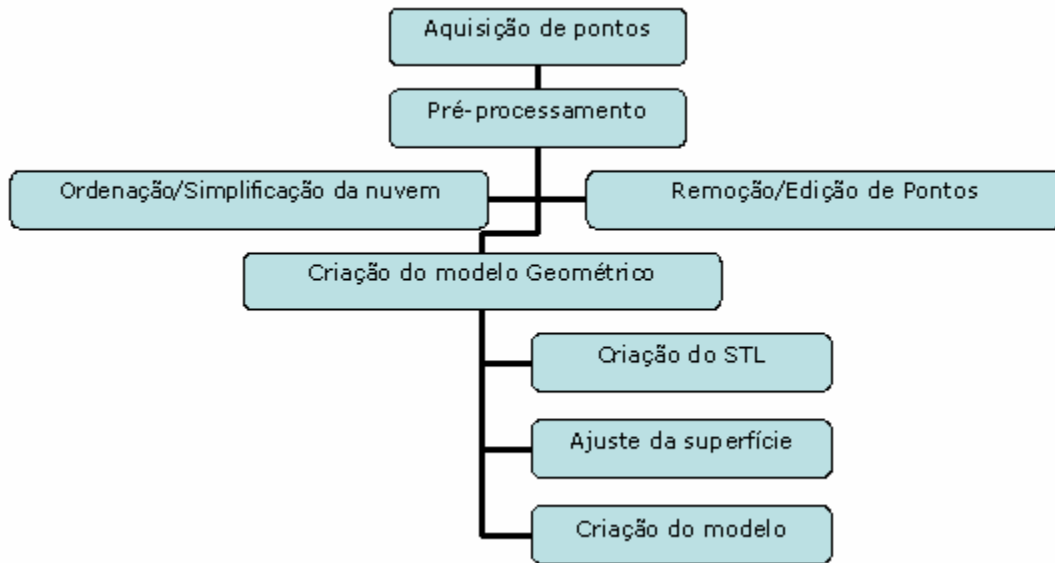 Aquisição de pontos
Pré-processamento
Ordenação/Simplificação da nuvem
Remoção/Edição de Pontos
Criação do modelo Geométrico
Criação do STL
Ajuste da superfície
Criação do modelo